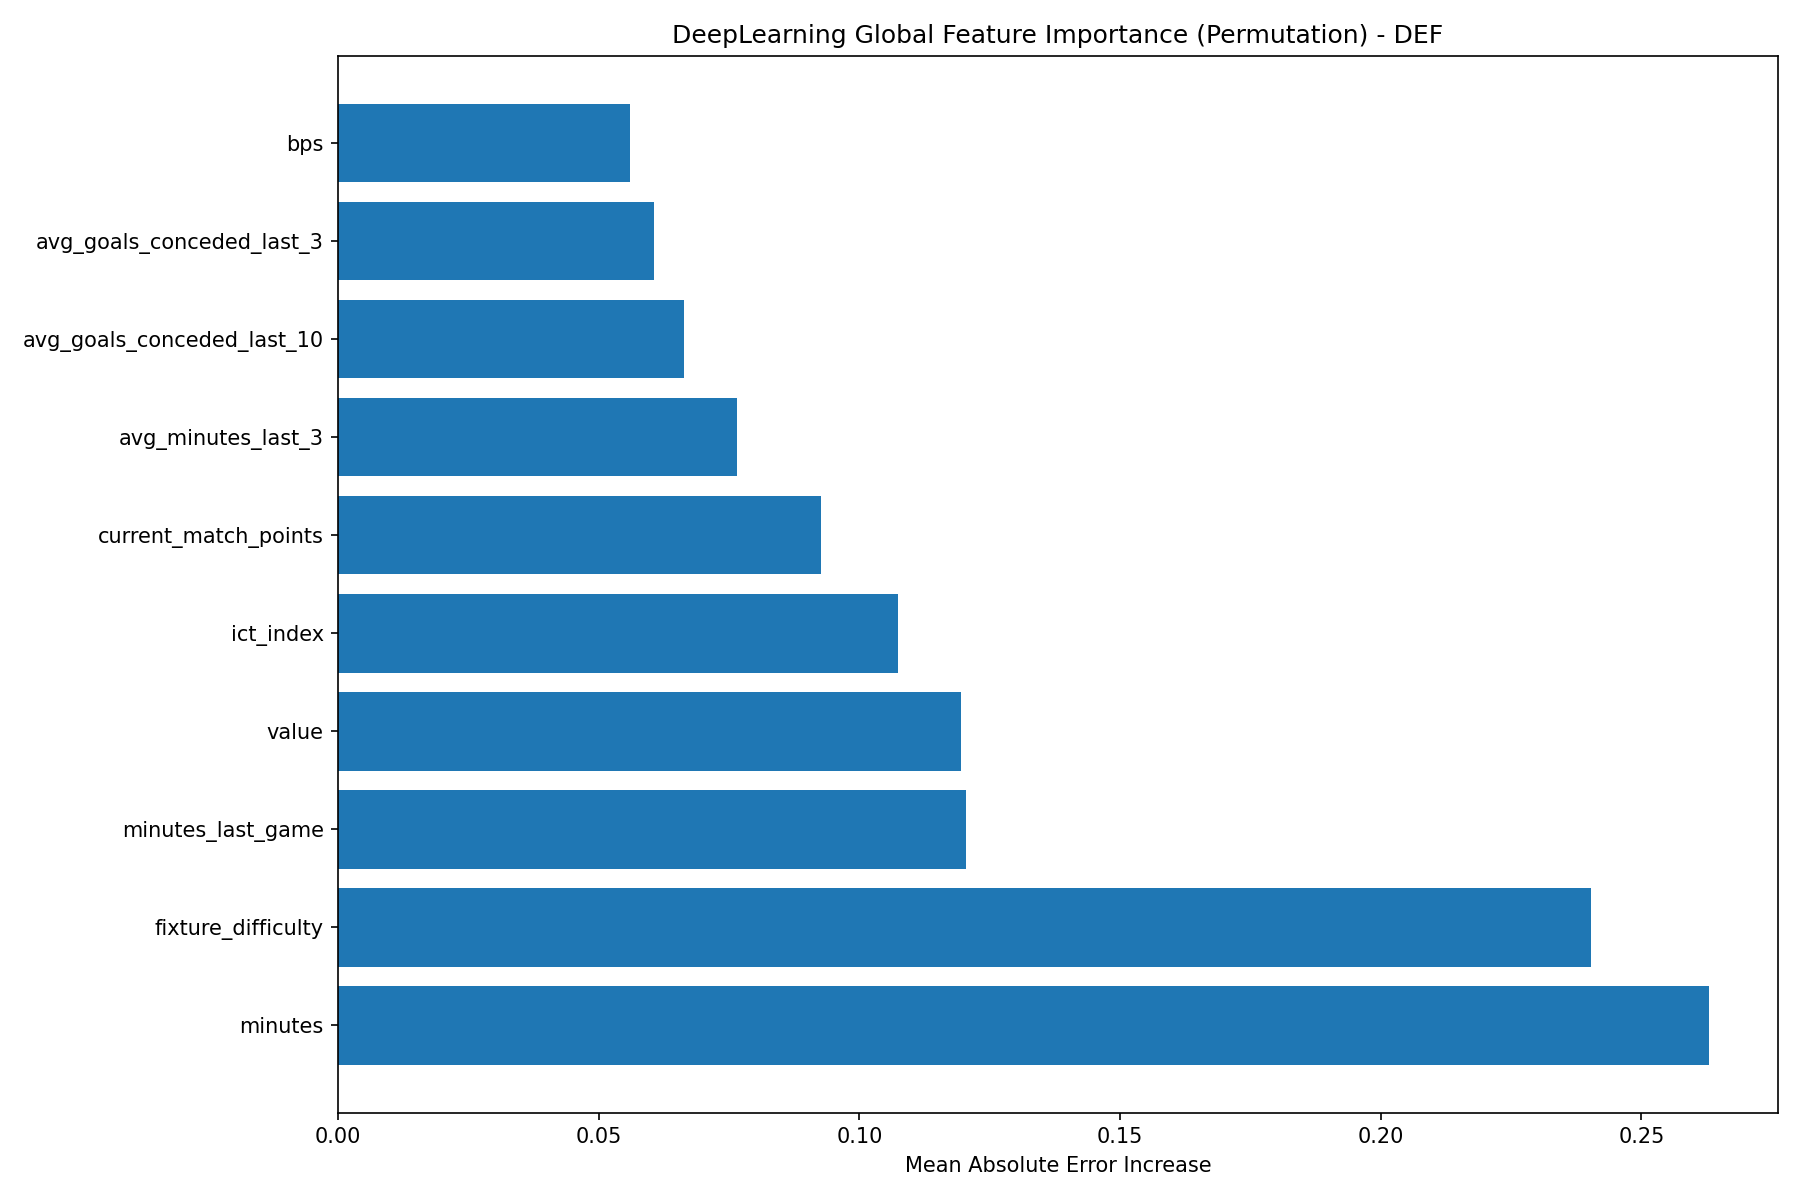 DeepLearning Global Feature Importance (Permutation) - DEF
bps
avg_goals_conceded_last_3
avg_goals_conceded_last_10
avg_minutes_last_3
current_match_points
ict_index
value
minutes_last_game
fixture_difficulty
minutes
0.00 0.05 0.10 0.15 0.20 0.25
Mean Absolute Error Increase